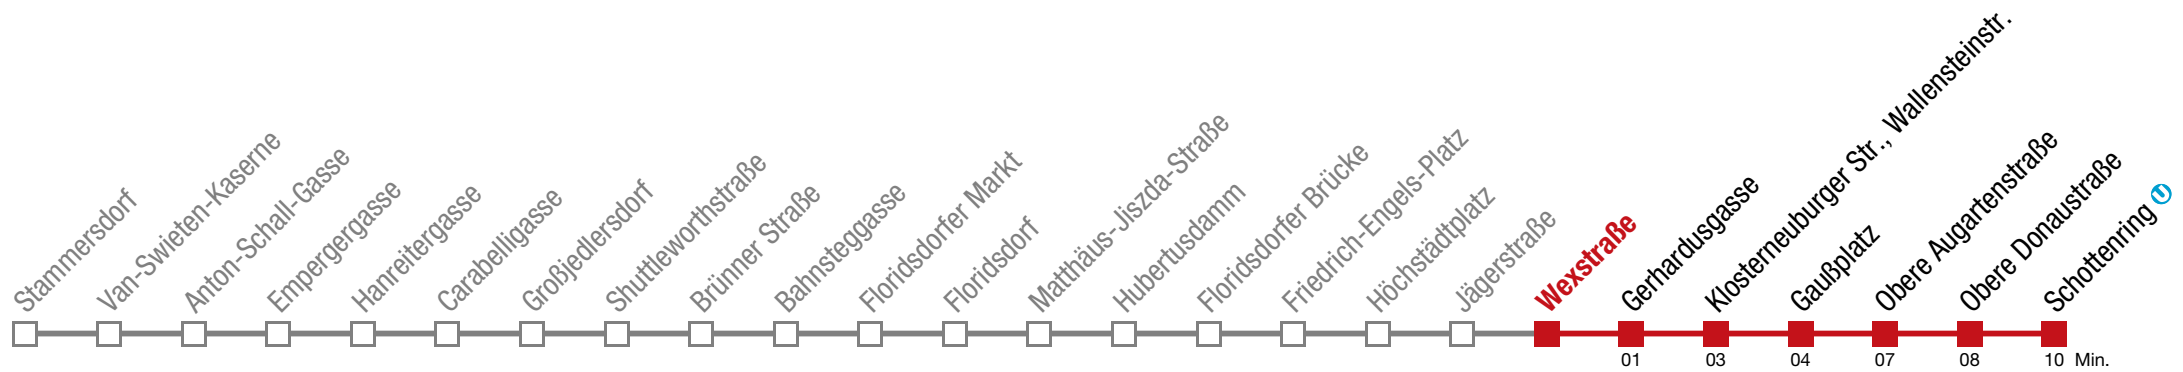 Stammersdorf
Van-Swieten-Kaserne
Anton-Schall-Gasse
Empergergasse
Hanreitergasse
Carabelligasse
Großjedlersdorf
Shuttleworthstraße
Brünner Straße
Bahnsteggasse
Floridsdorfer Markt
Floridsdorf
Matthäus-Jiszda-Straße
Hubertusdamm
Floridsdorfer Brücke
Friedrich-Engels-Platz
Höchstädtplatz
Jägerstraße
Wexstraße
Gerhardusgasse
Klosterneuburger Str., Wallensteinstr.
Gaußplatz
Obere Augartenstraße
Obere Donaustraße
Schottenring U
01 03 04 07 08 10 Min.